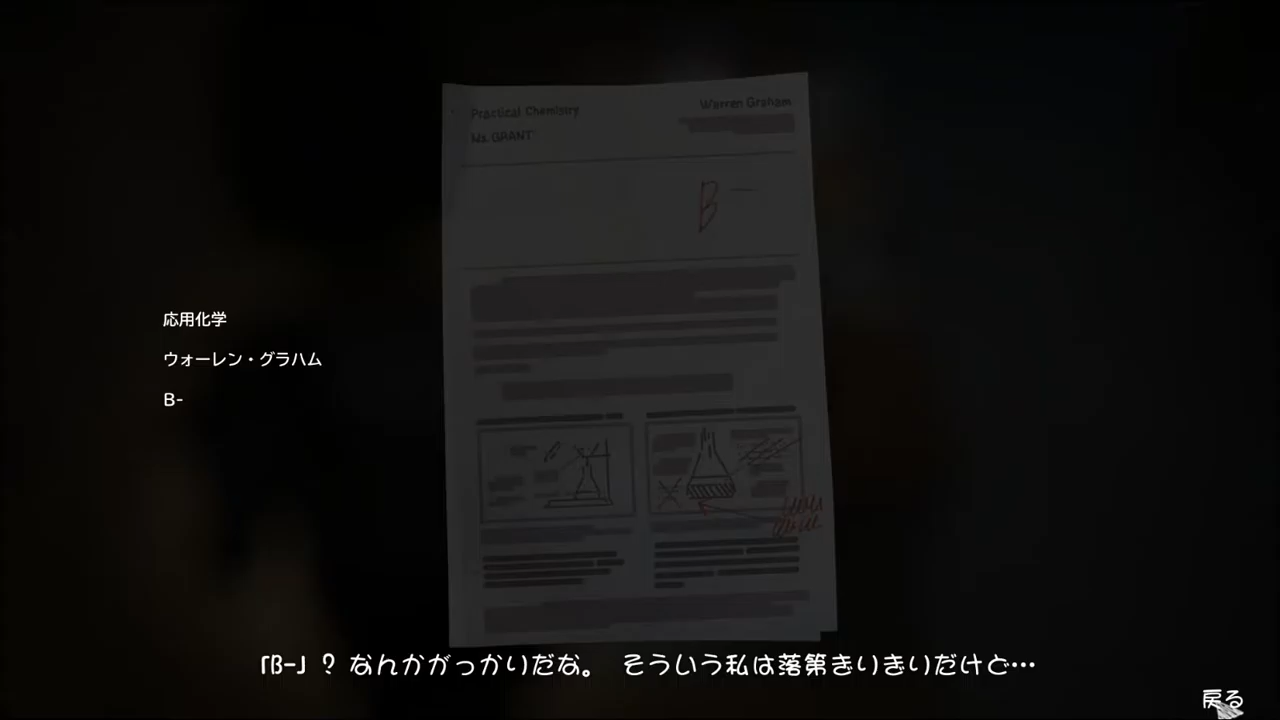 Practical Chemistry
Warren Graham
Ms. GRANT
B-
応用化学
ウォーレン・グラハム
B-
「B-」？なんかがっかりだな。　そういう私は落第ぎりぎりだけど…
戻る